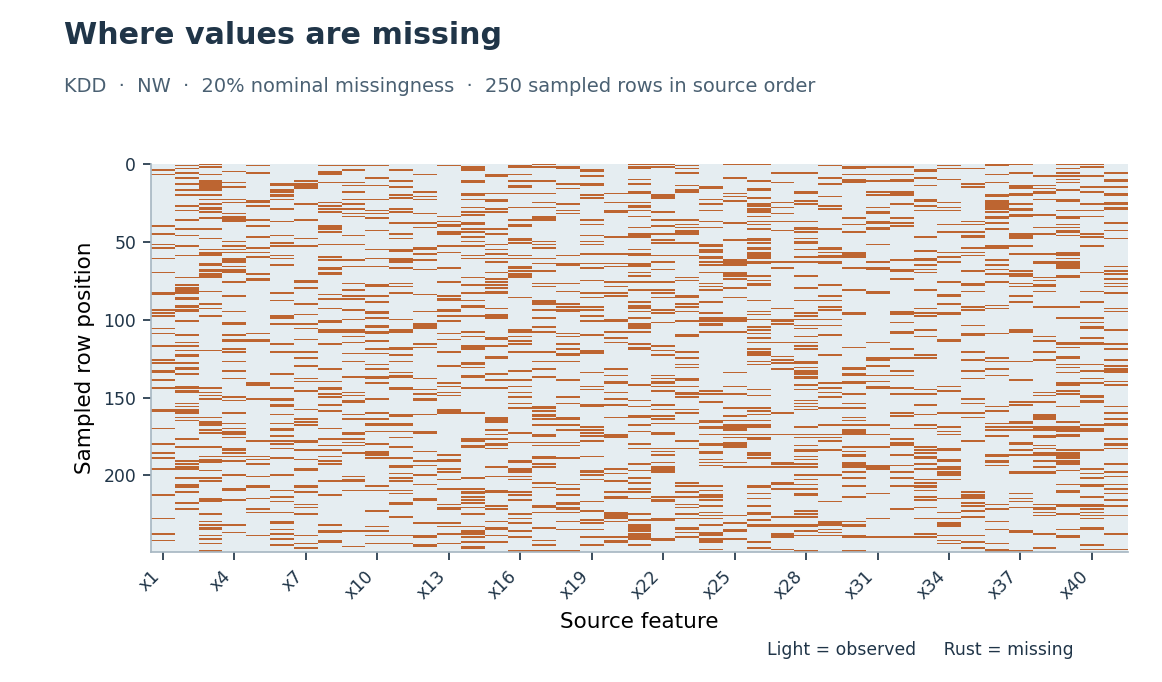 Where values are missing
KDD · NW · 20% nominal missingness · 250 sampled rows in source order
0
50
100
150
200
Sampled row position
x1 x4 x7 x10 x13 x16 x19 x22 x25 x28 x31 x34 x37 x40
Source feature
Light = observed Rust = missing